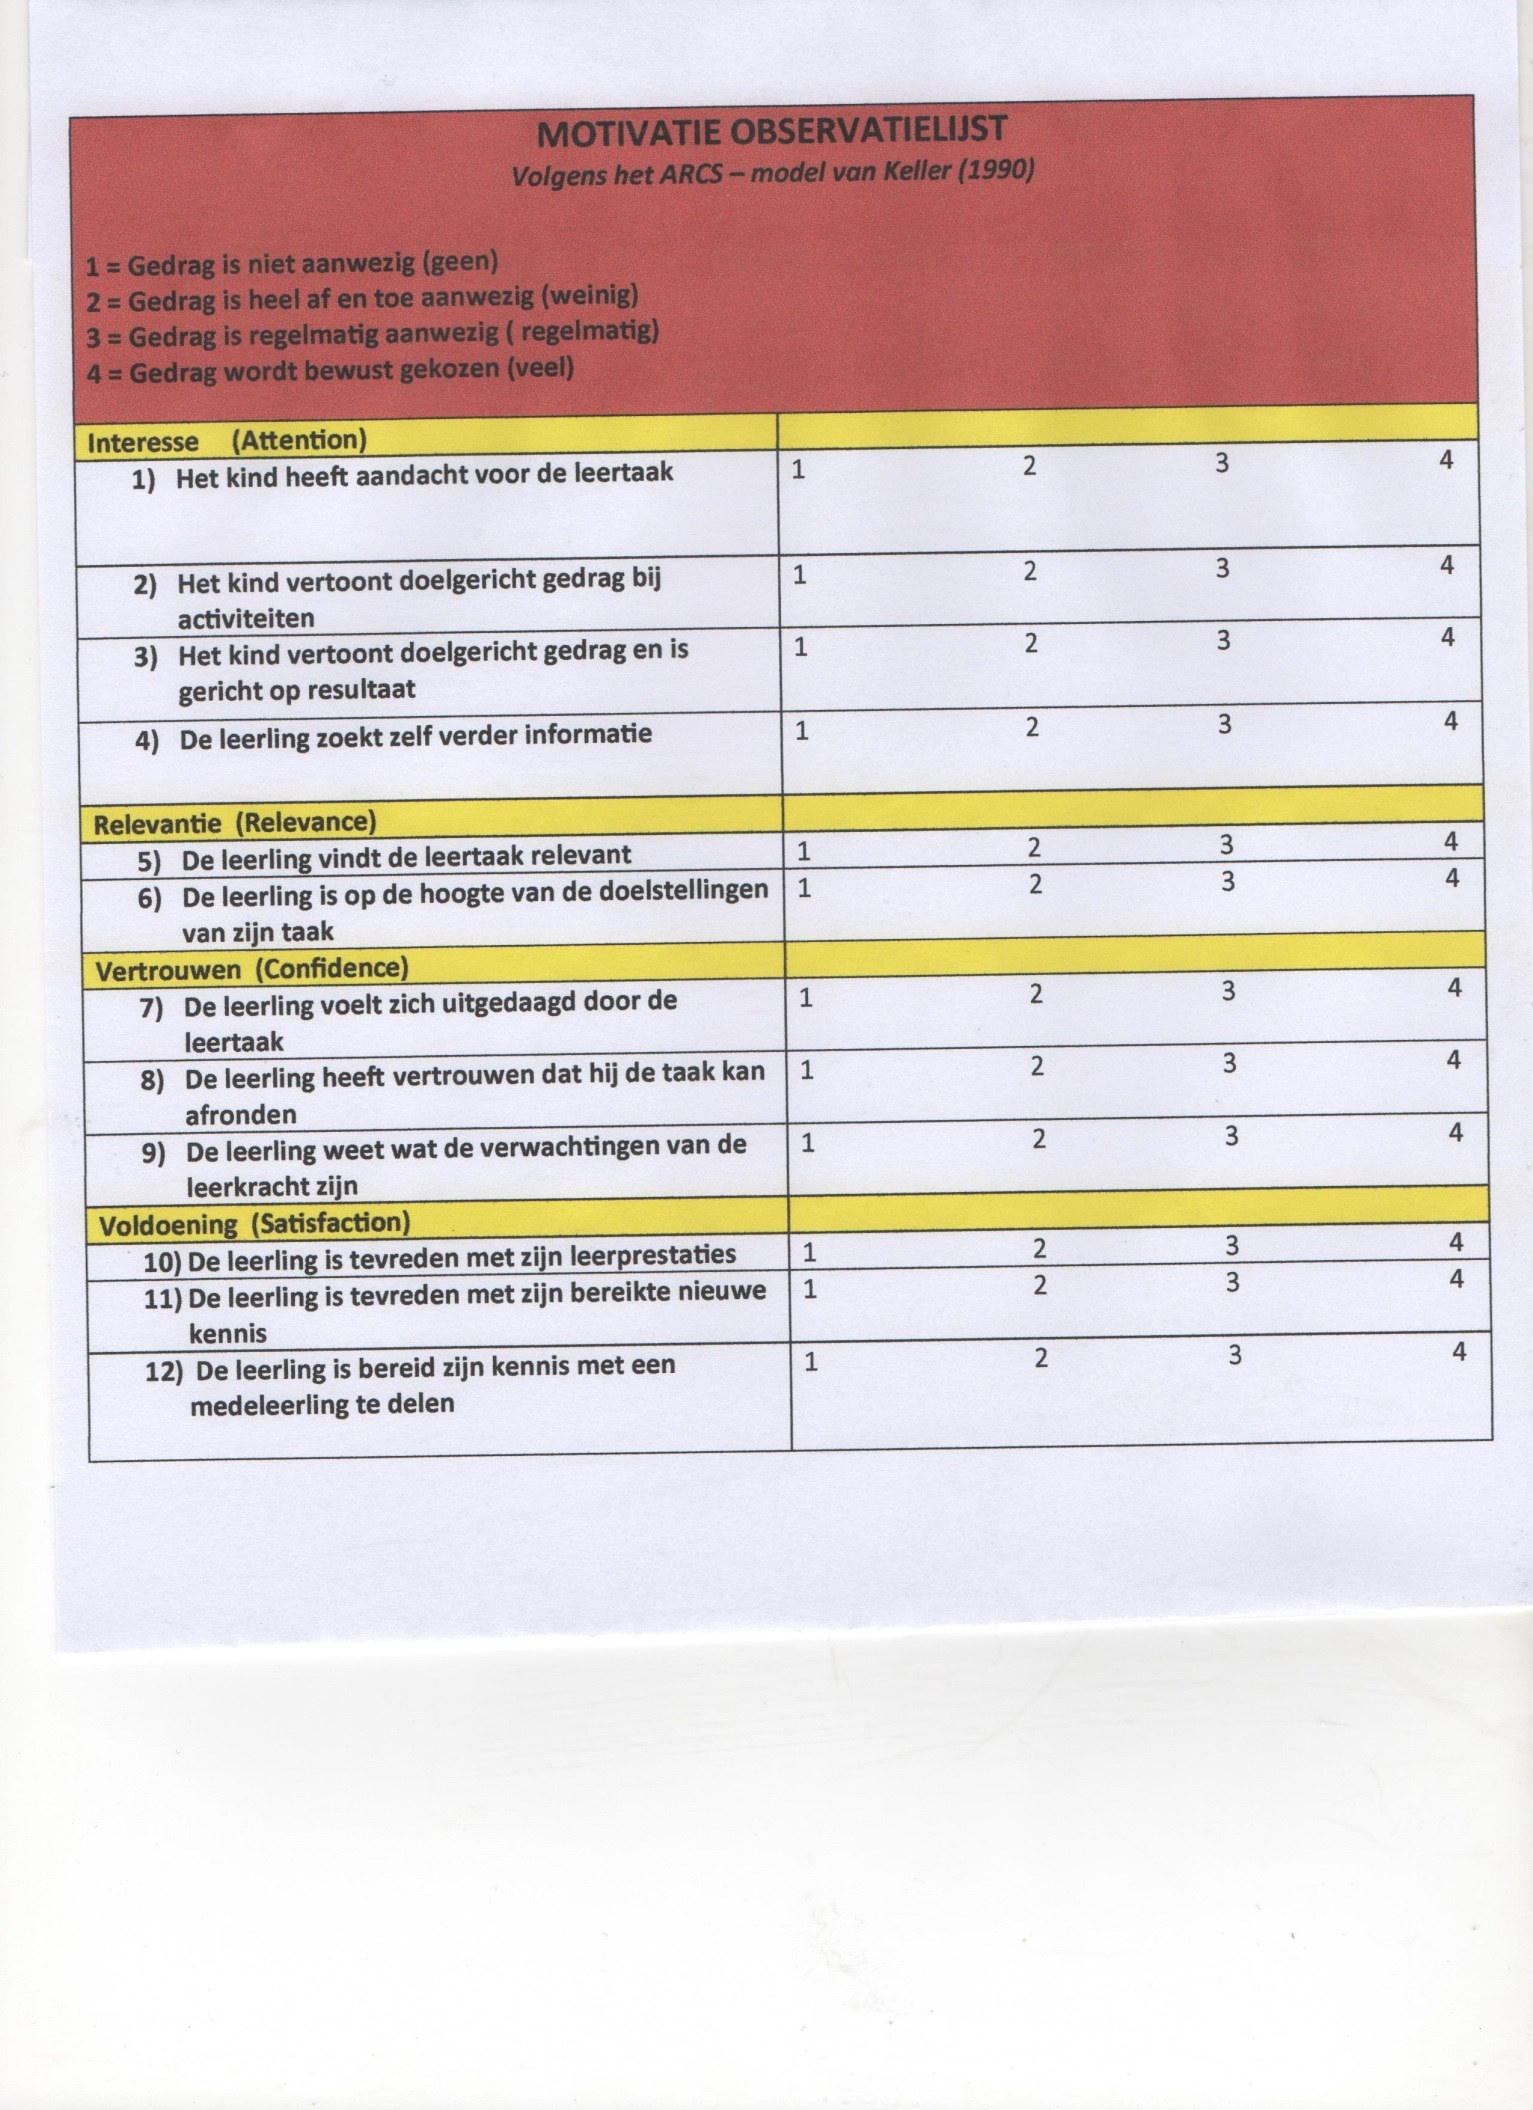 MOTIVATIE OBSERVATIELIJST
Volgens het ARCS – model van Keller (1990)
1 = Gedrag is niet aanwezig (geen)
2 = Gedrag is heel af en toe aanwezig (weinig)
3 = Gedrag is regelmatig aanwezig ( regelmatig)
4 = Gedrag wordt bewust gekozen (veel)
Interesse (Attention)
1) Het kind heeft aandacht voor de leertaak 1 2 3 4
2) Het kind vertoont doelgericht gedrag bij 1 2 3 4
activiteiten
3) Het kind vertoont doelgericht gedrag en is 1 2 3 4
gericht op resultaat
4) De leerling zoekt zelf verder informatie 1 2 3 4
Relevantie (Relevance)
5) De leerling vindt de leertaak relevant 1 2 3 4
6) De leerling is op de hoogte van de doelstellingen 1 2 3 4
van zijn taak
Vertrouwen (Confidence)
7) De leerling voelt zich uitgedaagd door de 1 2 3 4
leertaak
8) De leerling heeft vertrouwen dat hij de taak kan 1 2 3 4
afronden
9) De leerling weet wat de verwachtingen van de 1 2 3 4
leerkracht zijn
Voldoening (Satisfaction)
10) De leerling is tevreden met zijn leerprestaties 1 2 3 4
11) De leerling is tevreden met zijn bereikte nieuwe 1 2 3 4
kennis
12) De leerling is bereid zijn kennis met een 1 2 3 4
medeleerling te delen